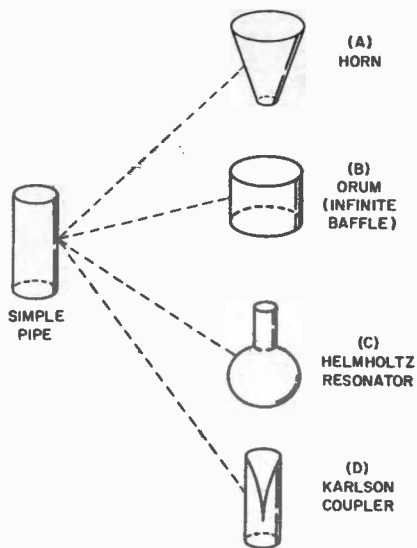 (A)
HORN
(B)
ORUM
(INFINITE
BAFFLE)
SIMPLE
PIPE
(C)
HELMHOLTZ
RESONATOR
(D)
KARLSON
COUPLER